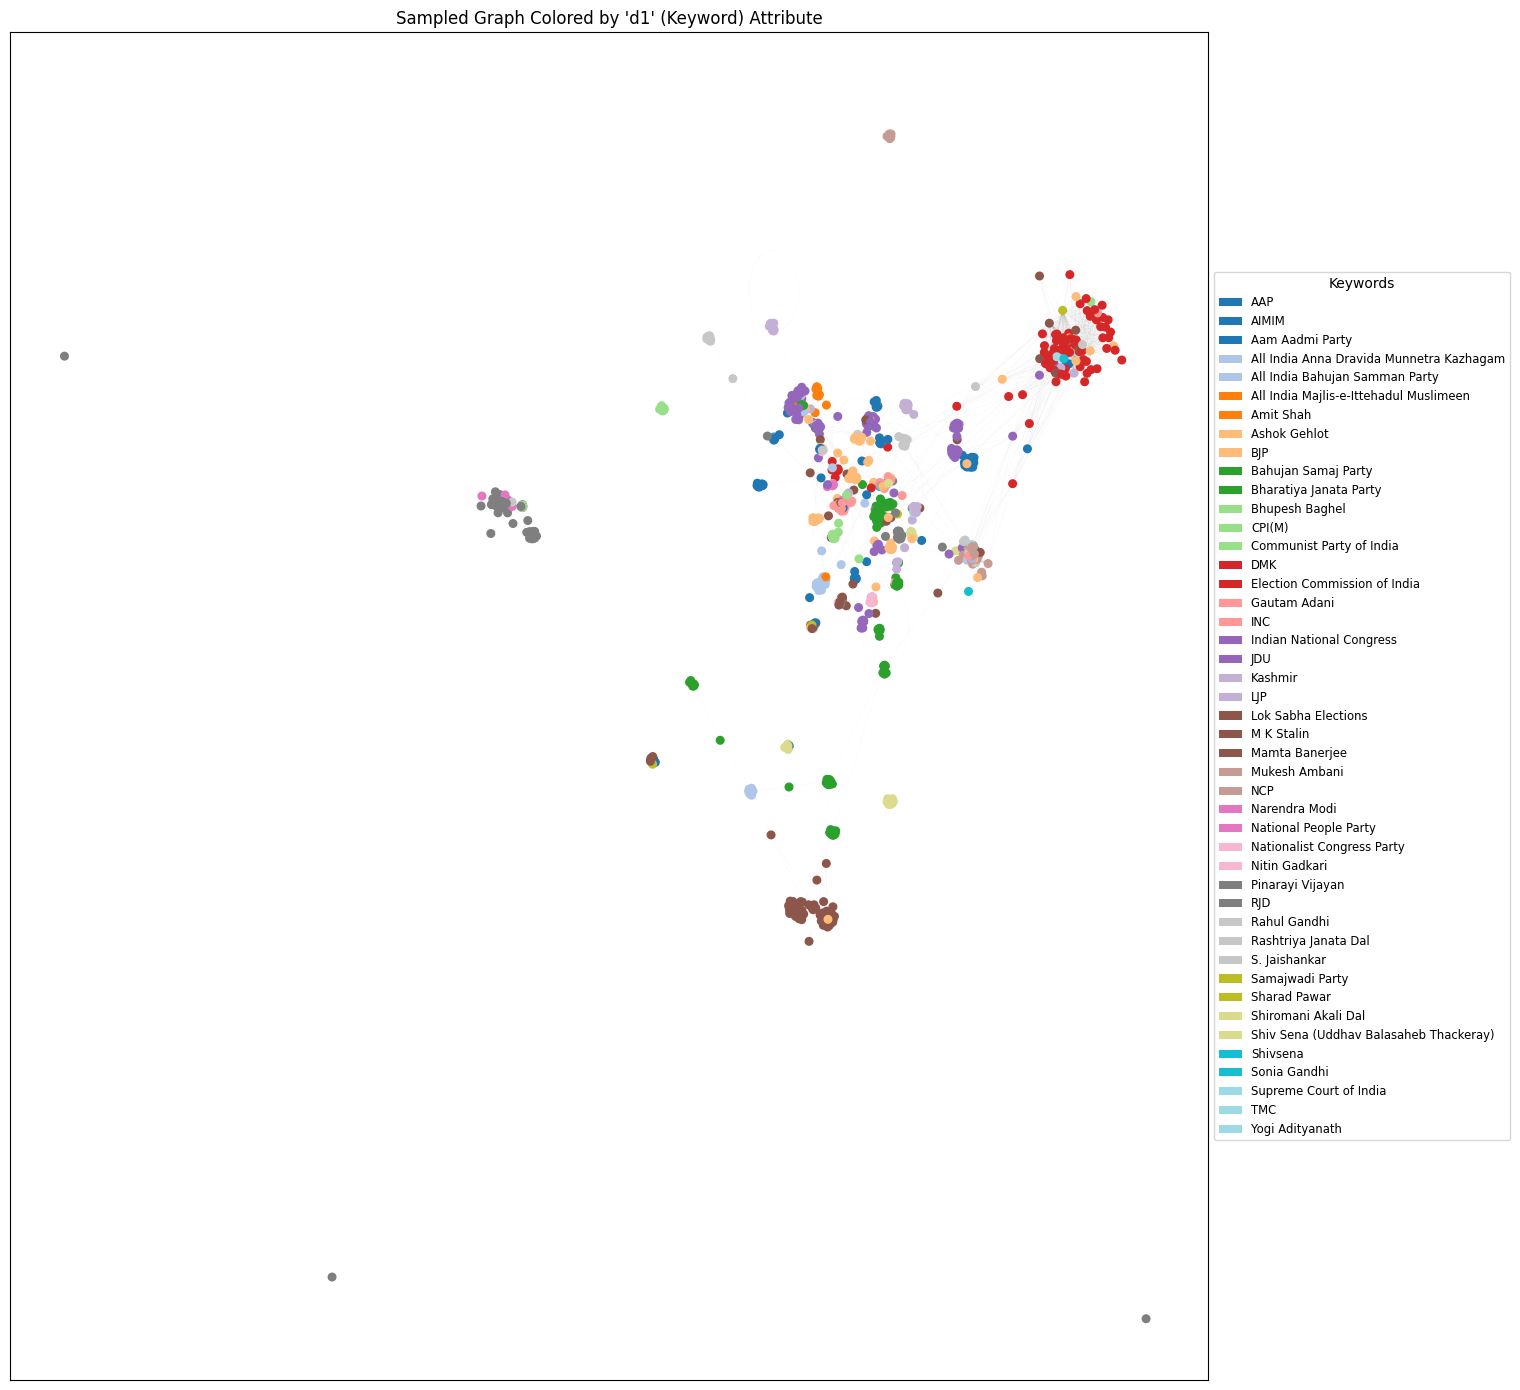 Sampled Graph Colored by 'd1' (Keyword) Attribute
Keywords
AAP
AIMIM
Aam Aadmi Party
All India Anna Dravida Munnetra Kazhagam
All India Bahujan Samman Party
All India Majlis-e-Ittehadul Muslimeen
Amit Shah
Ashok Gehlot
BJP
Bahujan Samaj Party
Bharatiya Janata Party
Bhupesh Baghel
CPI(M)
Communist Party of India
DMK
Election Commission of India
Gautam Adani
INC
Indian National Congress
JDU
Kashmir
LJP
Lok Sabha Elections
M K Stalin
Mamta Banerjee
Mukesh Ambani
NCP
Narendra Modi
National People Party
Nationalist Congress Party
Nitin Gadkari
Pinarayi Vijayan
RJD
Rahul Gandhi
Rashtriya Janata Dal
S. Jaishankar
Samajwadi Party
Sharad Pawar
Shiromani Akali Dal
Shiv Sena (Uddhav Balasaheb Thackeray)
Shivsena
Sonia Gandhi
Supreme Court of India
TMC
Yogi Adityanath